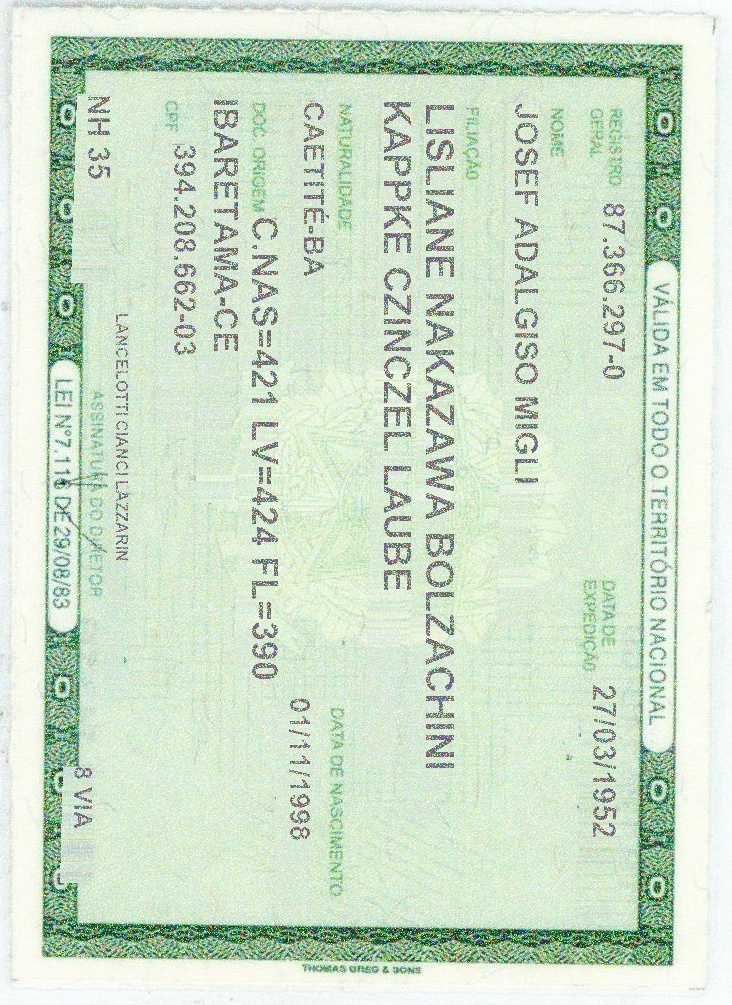 VÁLIDA EM TODO O TERRITÓRIO NACIONAL
REGISTRO GERAL 87.366.297-0 DATA DE EXPEDIÇÃO 27/03/1952
NOME
JOSEF ADALGISO MIGLI
FILIAÇÃO
LISLIANE NAKAZAWA BOLZACHINI
KAPPKE CZINCZEL LAUBE
NATURALIDADE DATA DE NASCIMENTO
CAETITÉ-BA 01/11/1998
DOC. ORIGEM C.NAS=421 LV=424 FL=390
IBARETAMA-CE
CPF 394.208.662-03
LANCELOTTI CIANCI LAZZARIN
NH 35 ASSINATURA DO DIRETOR 8 VIA
LEI Nº 7.116 DE 29/08/83
THOMAS GREG & SONS